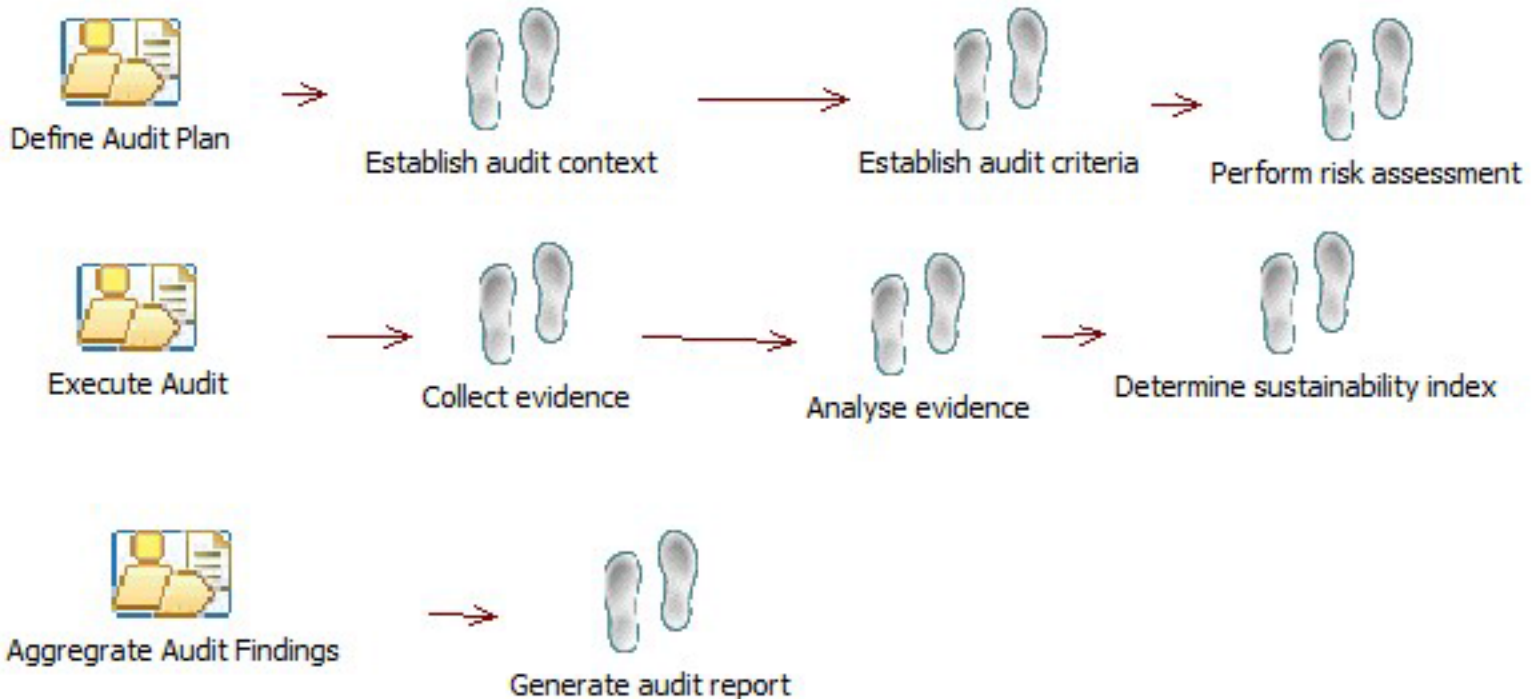 Define Audit Plan
Establish audit context
Establish audit criteria
Perform risk assessment
Execute Audit
Collect evidence
Analyse evidence
Determine sustainability index
Aggregrate Audit Findings
Generate audit report